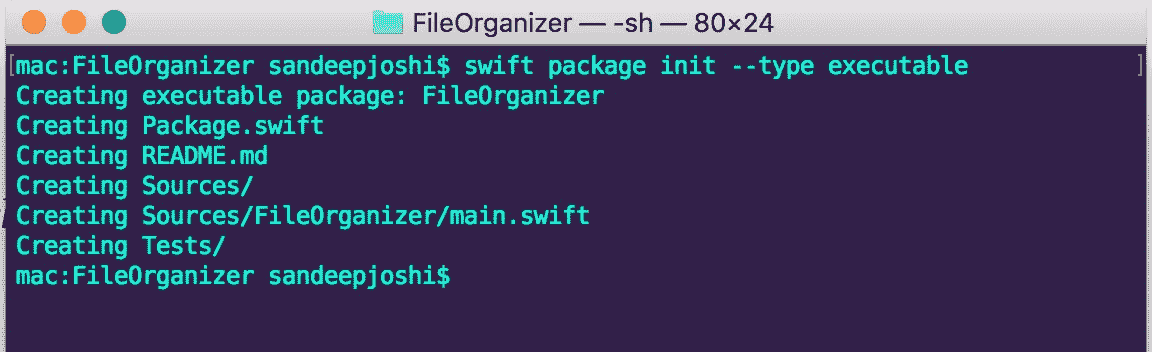 FileOrganizer — -sh — 80×24
[mac:FileOrganizer sandeepjoshi$ swift package init --type executable ]
Creating executable package: FileOrganizer
Creating Package.swift
Creating README.md
Creating Sources/
Creating Sources/FileOrganizer/main.swift
Creating Tests/
mac:FileOrganizer sandeepjoshi$